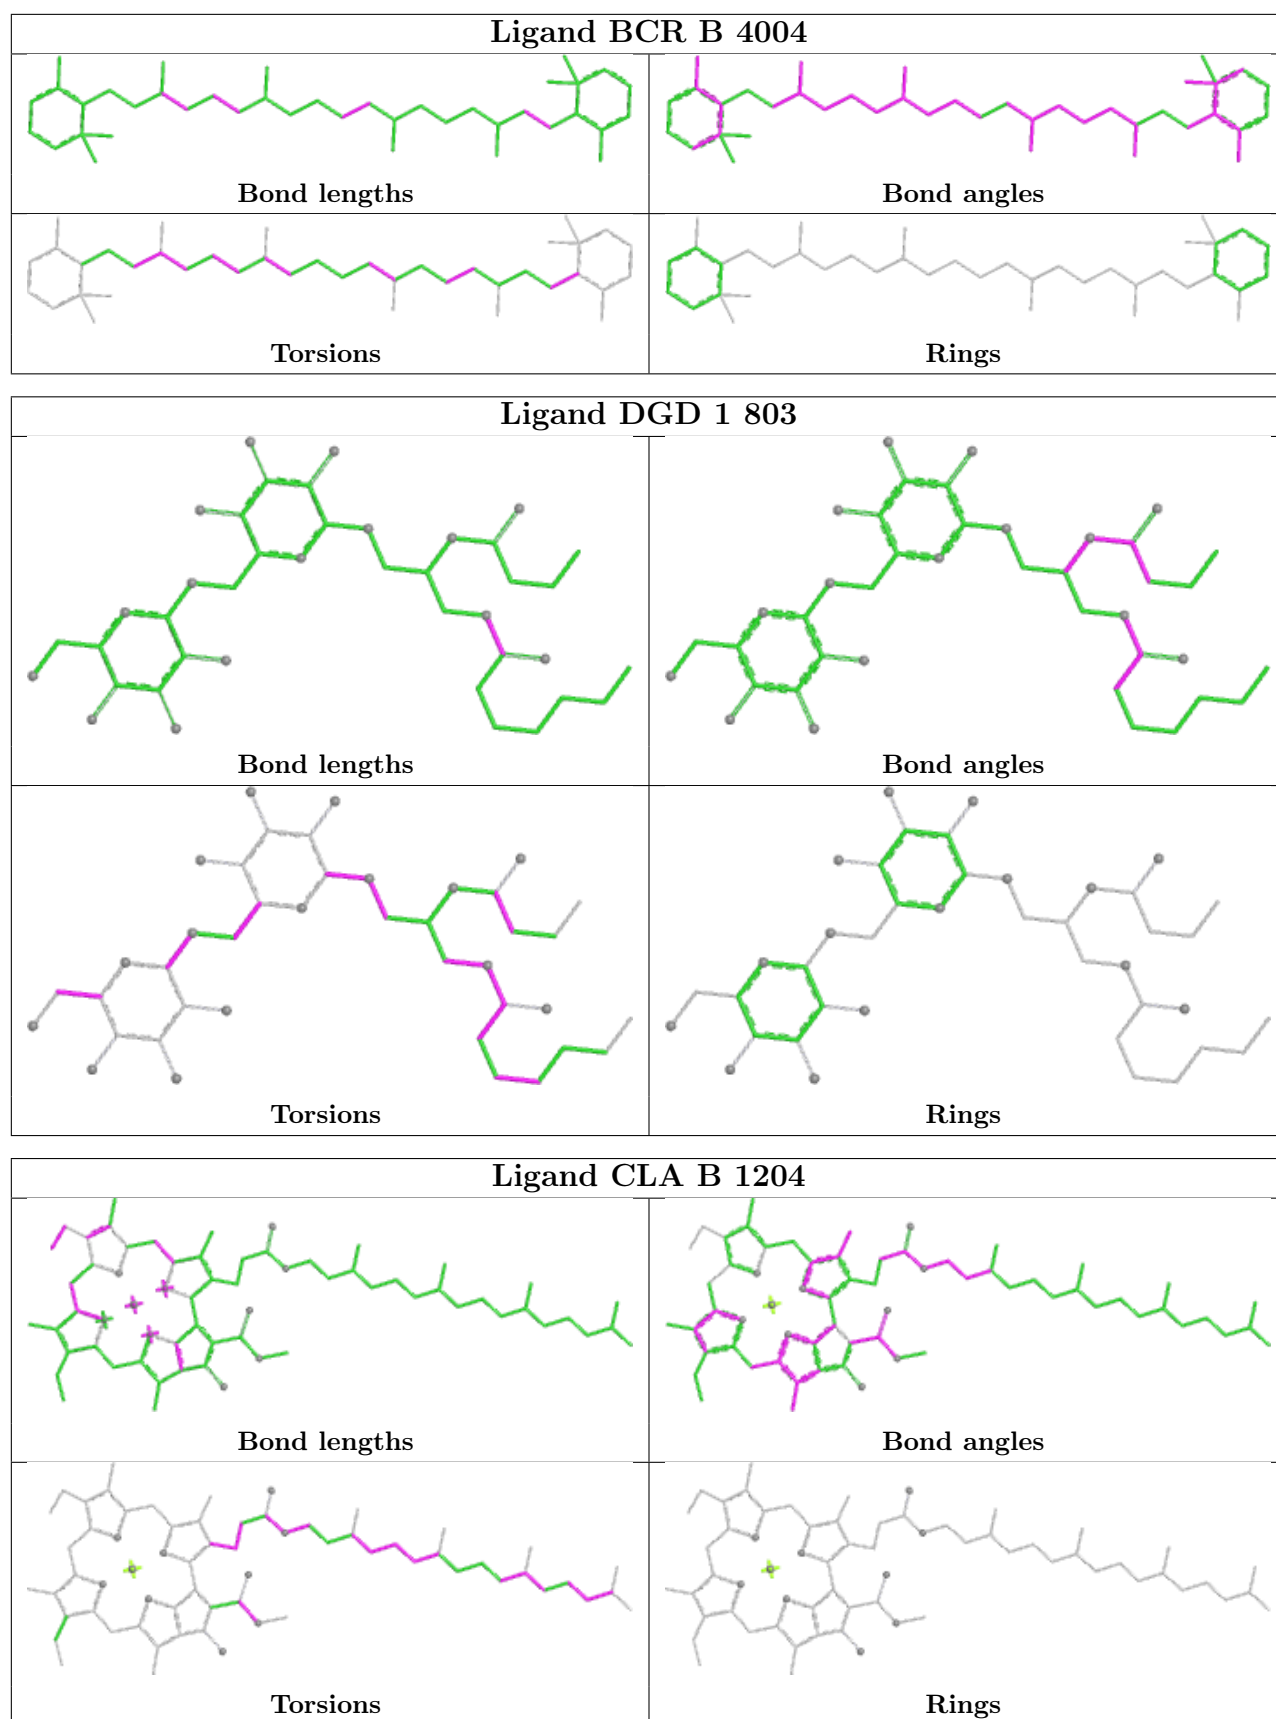 Ligand BCR B 4004
Bond lengths
Bond angles
Torsions
Rings
Ligand DGD 1 803
Bond lengths
Bond angles
Torsions
Rings
Ligand CLA B 1204
Bond lengths
Bond angles
Torsions
Rings